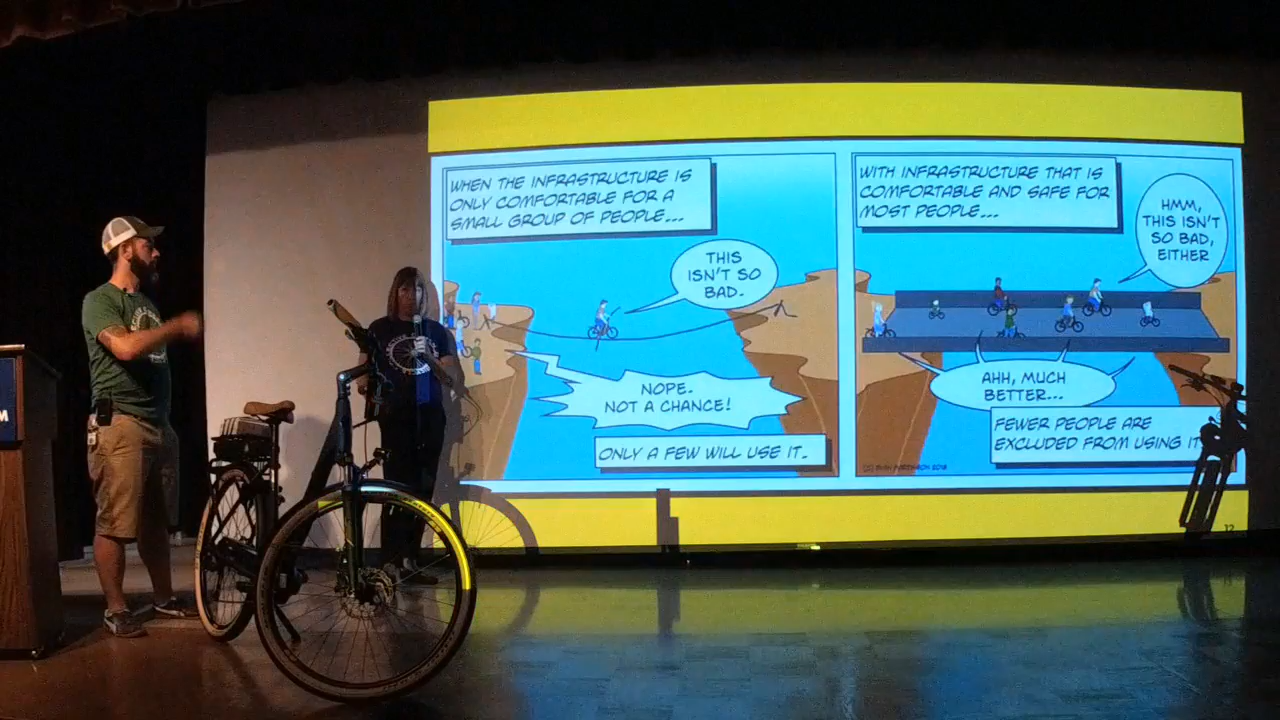 WHEN THE INFRASTRUCTURE IS
ONLY COMFORTABLE FOR A
SMALL GROUP OF PEOPLE...
THIS
ISN'T SO
BAD.
NOPE.
NOT A CHANCE!
ONLY A FEW WILL USE IT.
WITH INFRASTRUCTURE THAT IS
COMFORTABLE AND SAFE FOR
MOST PEOPLE...
HMM,
THIS ISN'T
SO BAD,
EITHER
AHH, MUCH
BETTER...
FEWER PEOPLE ARE
EXCLUDED FROM USING IT
12
M